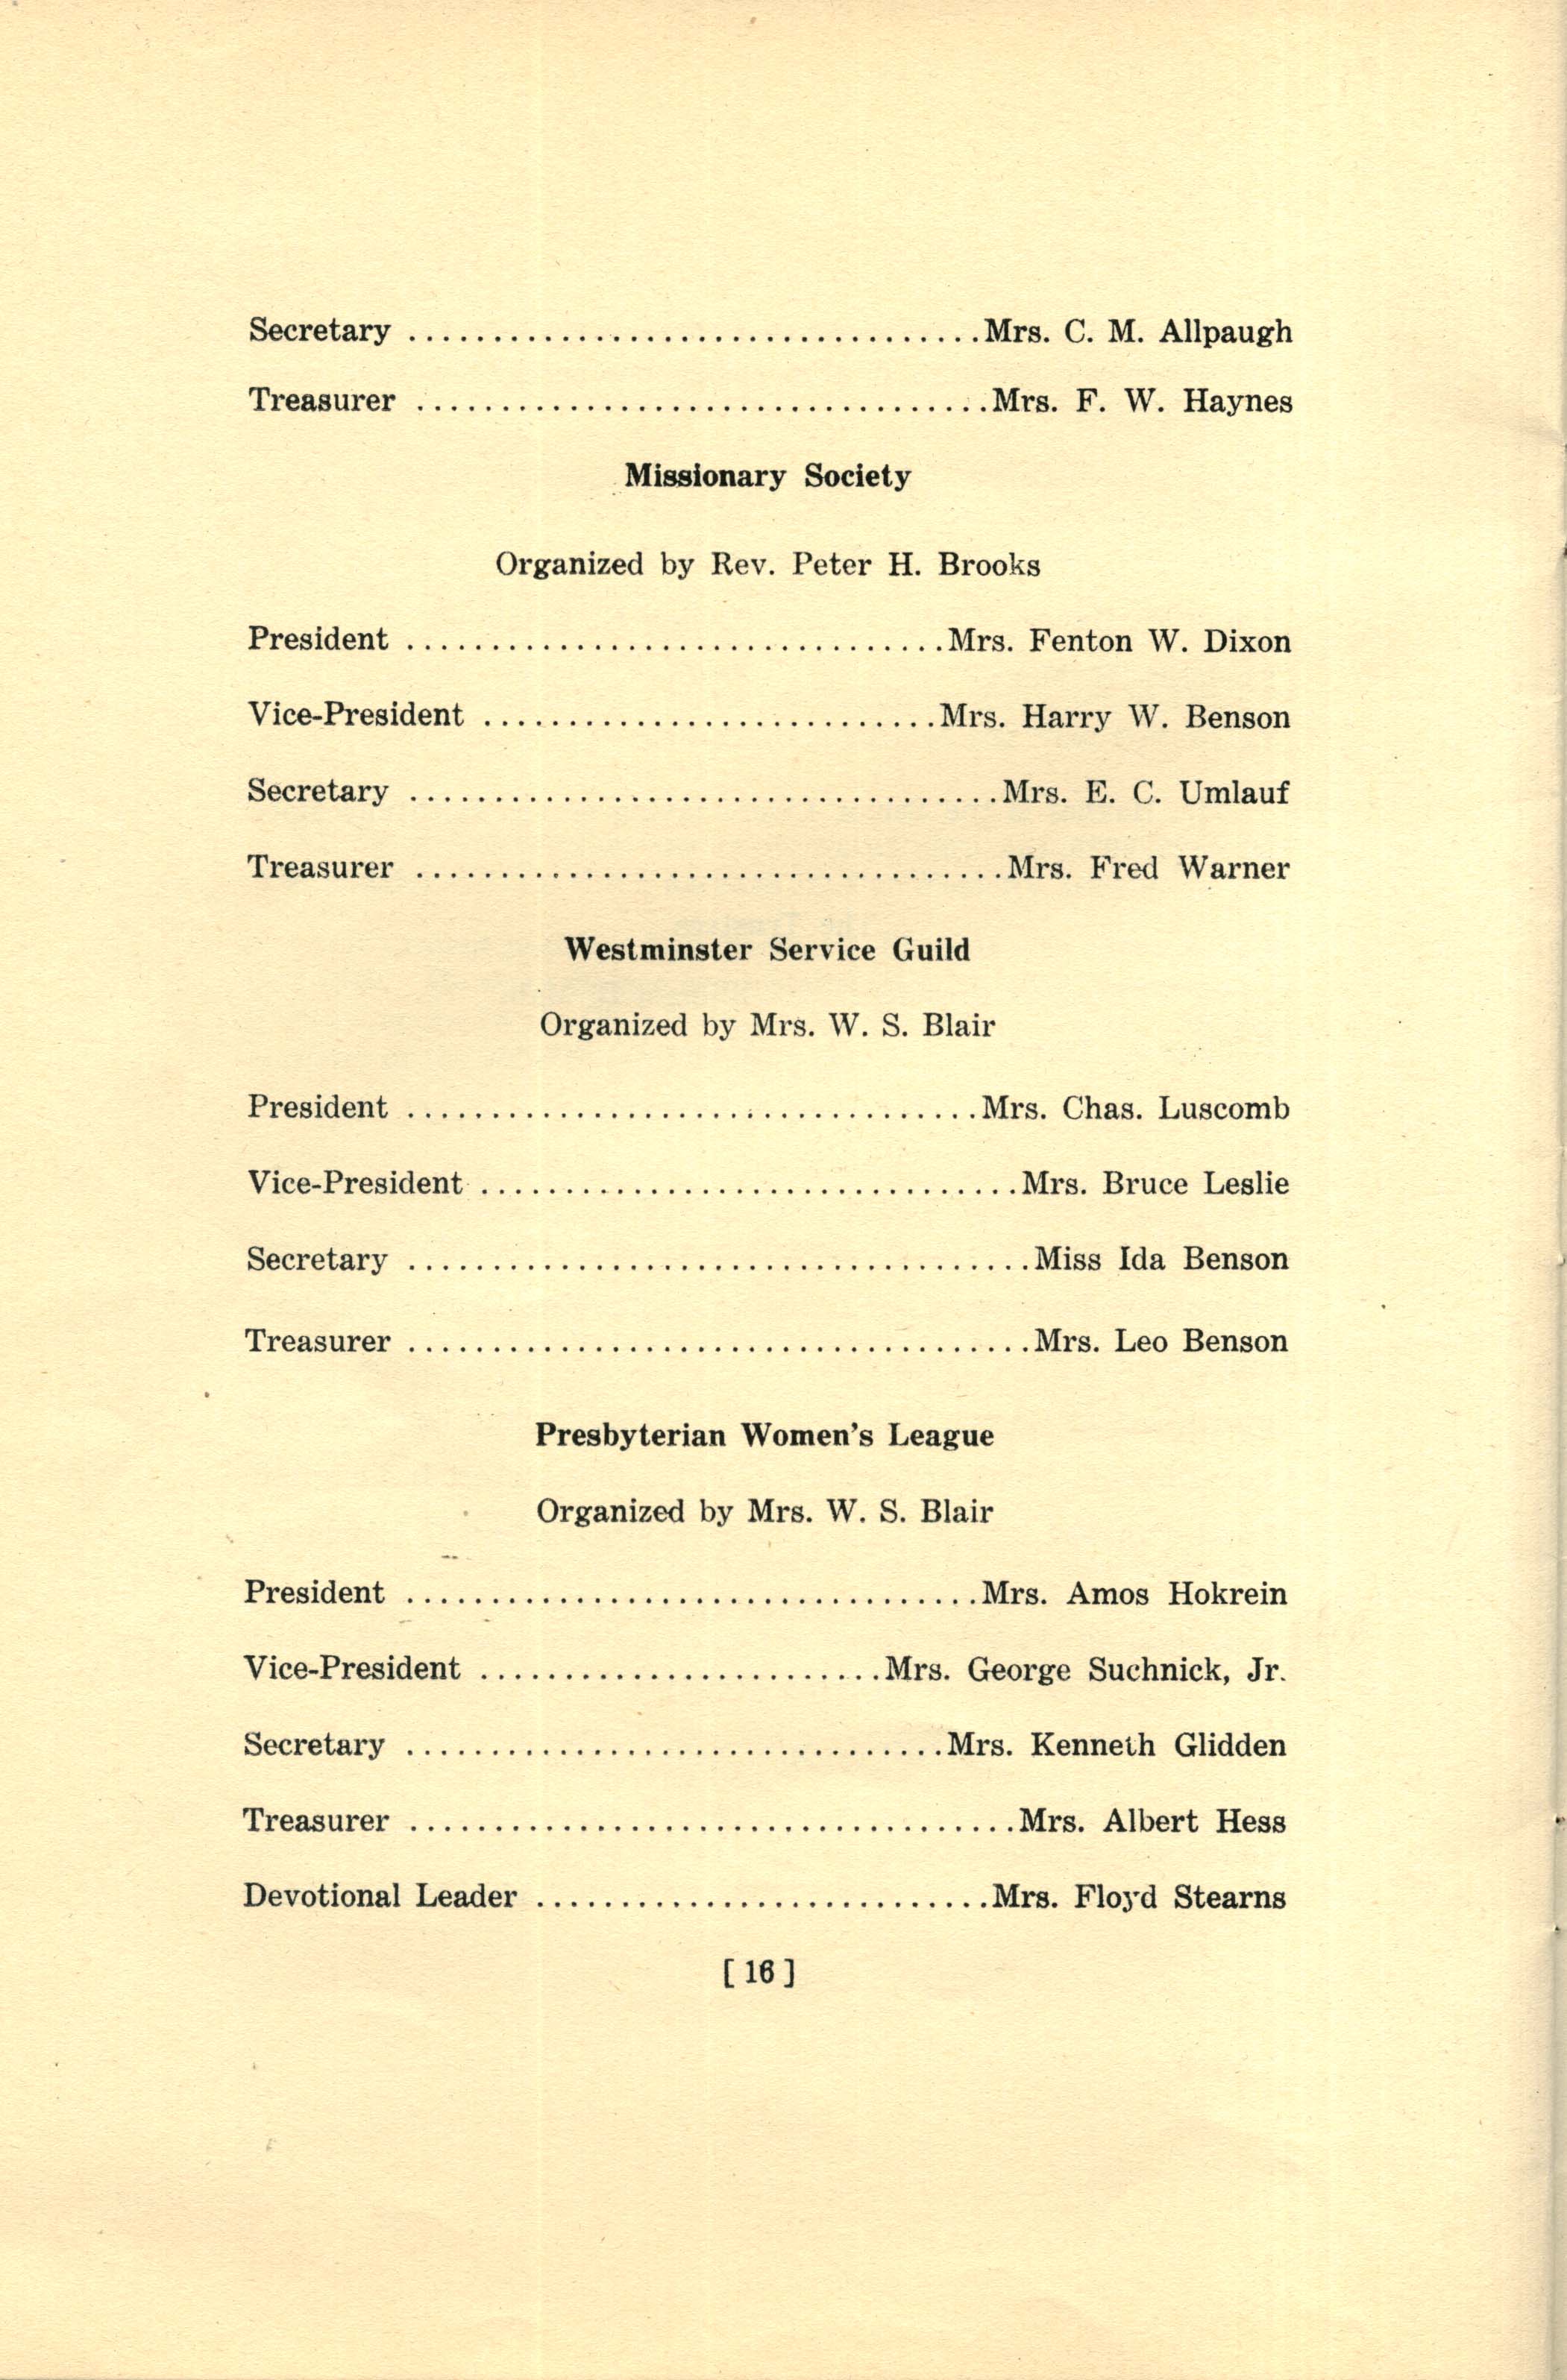 Secretary ..................................Mrs. C. M. Allpaugh
Treasurer ..................................Mrs. F. W. Haynes
Missionary Society
Organized by Rev. Peter H. Brooks
President ................................Mrs. Fenton W. Dixon
Vice-President ...........................Mrs. Harry W. Benson
Secretary ...................................Mrs. E. C. Umlauf
Treasurer ...................................Mrs. Fred Warner
Westminster Service Guild
Organized by Mrs. W. S. Blair
President ..................................Mrs. Chas. Luscomb
Vice-President ................................Mrs. Bruce Leslie
Secretary .....................................Miss Ida Benson
Treasurer .....................................Mrs. Leo Benson
Presbyterian Women's League
Organized by Mrs. W. S. Blair
President ..................................Mrs. Amos Hokrein
Vice-President ........................Mrs. George Suchnick, Jr.
Secretary ................................Mrs. Kenneth Glidden
Treasurer ....................................Mrs. Albert Hess
Devotional Leader ...........................Mrs. Floyd Stearns
[ 16 ]